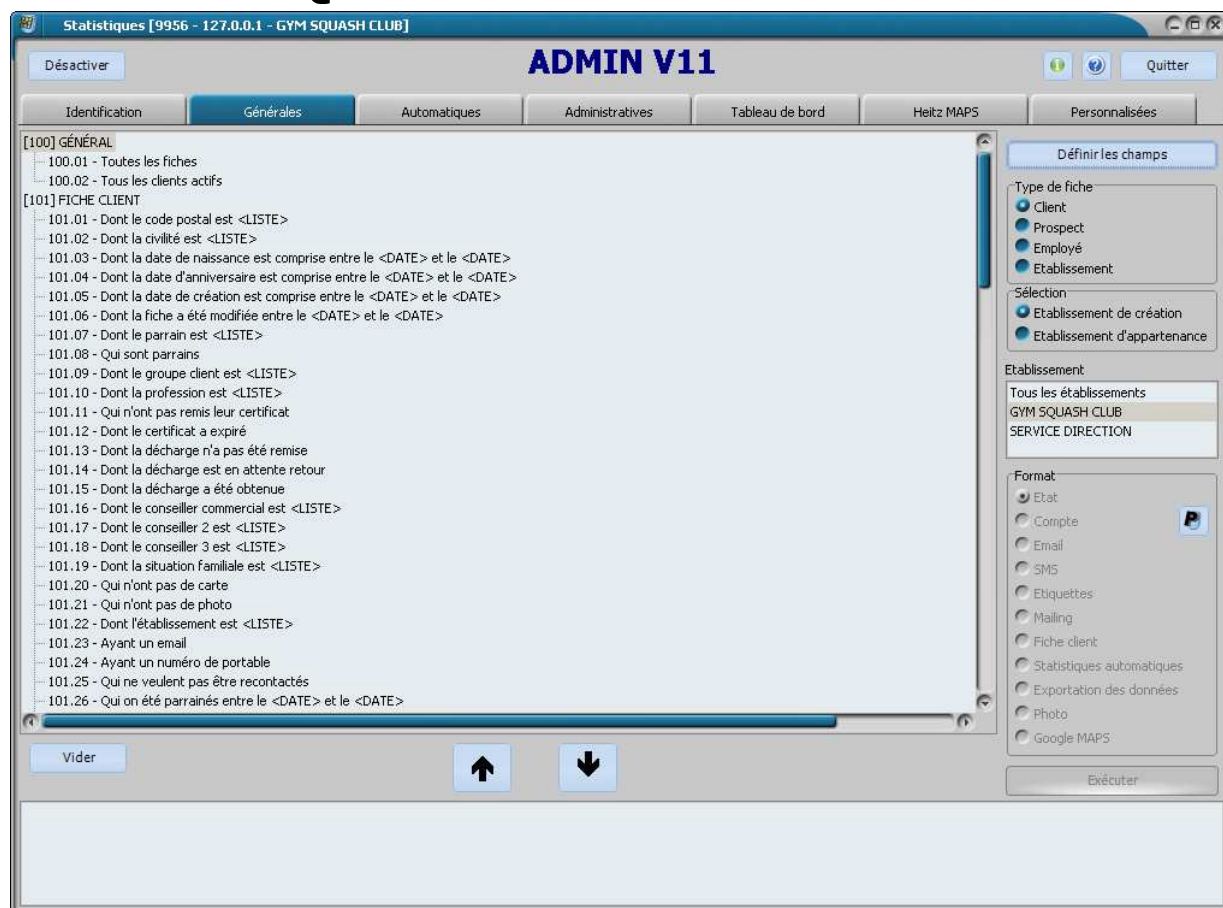 Statistiques [9956 - 127.0.0.1 - GYM SQUASH CLUB]
Désactiver
ADMIN V11
Quitter
Identification
Générales
Automatiques
Administratives
Tableau de bord
Heitz MAPS
Personnalisées
[100] GÉNÉRAL
100.01 - Toutes les fiches
100.02 - Tous les clients actifs
[101] FICHE CLIENT
101.01 - Dont le code postal est <LISTE>
101.02 - Dont la civilité est <LISTE>
101.03 - Dont la date de naissance est comprise entre le <DATE> et le <DATE>
101.04 - Dont la date d'anniversaire est comprise entre le <DATE> et le <DATE>
101.05 - Dont la date de création est comprise entre le <DATE> et le <DATE>
101.06 - Dont la fiche a été modifiée entre le <DATE> et le <DATE>
101.07 - Dont le parrain est <LISTE>
101.08 - Qui sont parrains
101.09 - Dont le groupe client est <LISTE>
101.10 - Dont la profession est <LISTE>
101.11 - Qui n'ont pas remis leur certificat
101.12 - Dont le certificat a expiré
101.13 - Dont la décharge n'a pas été remise
101.14 - Dont la décharge est en attente retour
101.15 - Dont la décharge a été obtenue
101.16 - Dont le conseiller commercial est <LISTE>
101.17 - Dont le conseiller 2 est <LISTE>
101.18 - Dont le conseiller 3 est <LISTE>
101.19 - Dont la situation familiale est <LISTE>
101.20 - Qui n'ont pas de carte
101.21 - Qui n'ont pas de photo
101.22 - Dont l'établissement est <LISTE>
101.23 - Ayant un email
101.24 - Ayant un numéro de portable
101.25 - Qui ne veulent pas être recontactés
101.26 - Qui on été parrainés entre le <DATE> et le <DATE>
Définir les champs
Type de fiche
Client
Prospect
Employé
Etablissement
Sélection
Etablissement de création
Etablissement d'appartenance
Etablissement
Tous les établissements
GYM SQUASH CLUB
SERVICE DIRECTION
Format
Etat
Compte
P
Email
SMS
Etiquettes
Mailing
Fiche client
Statistiques automatiques
Exportation des données
Photo
Google MAPS
Exécuter
Vider